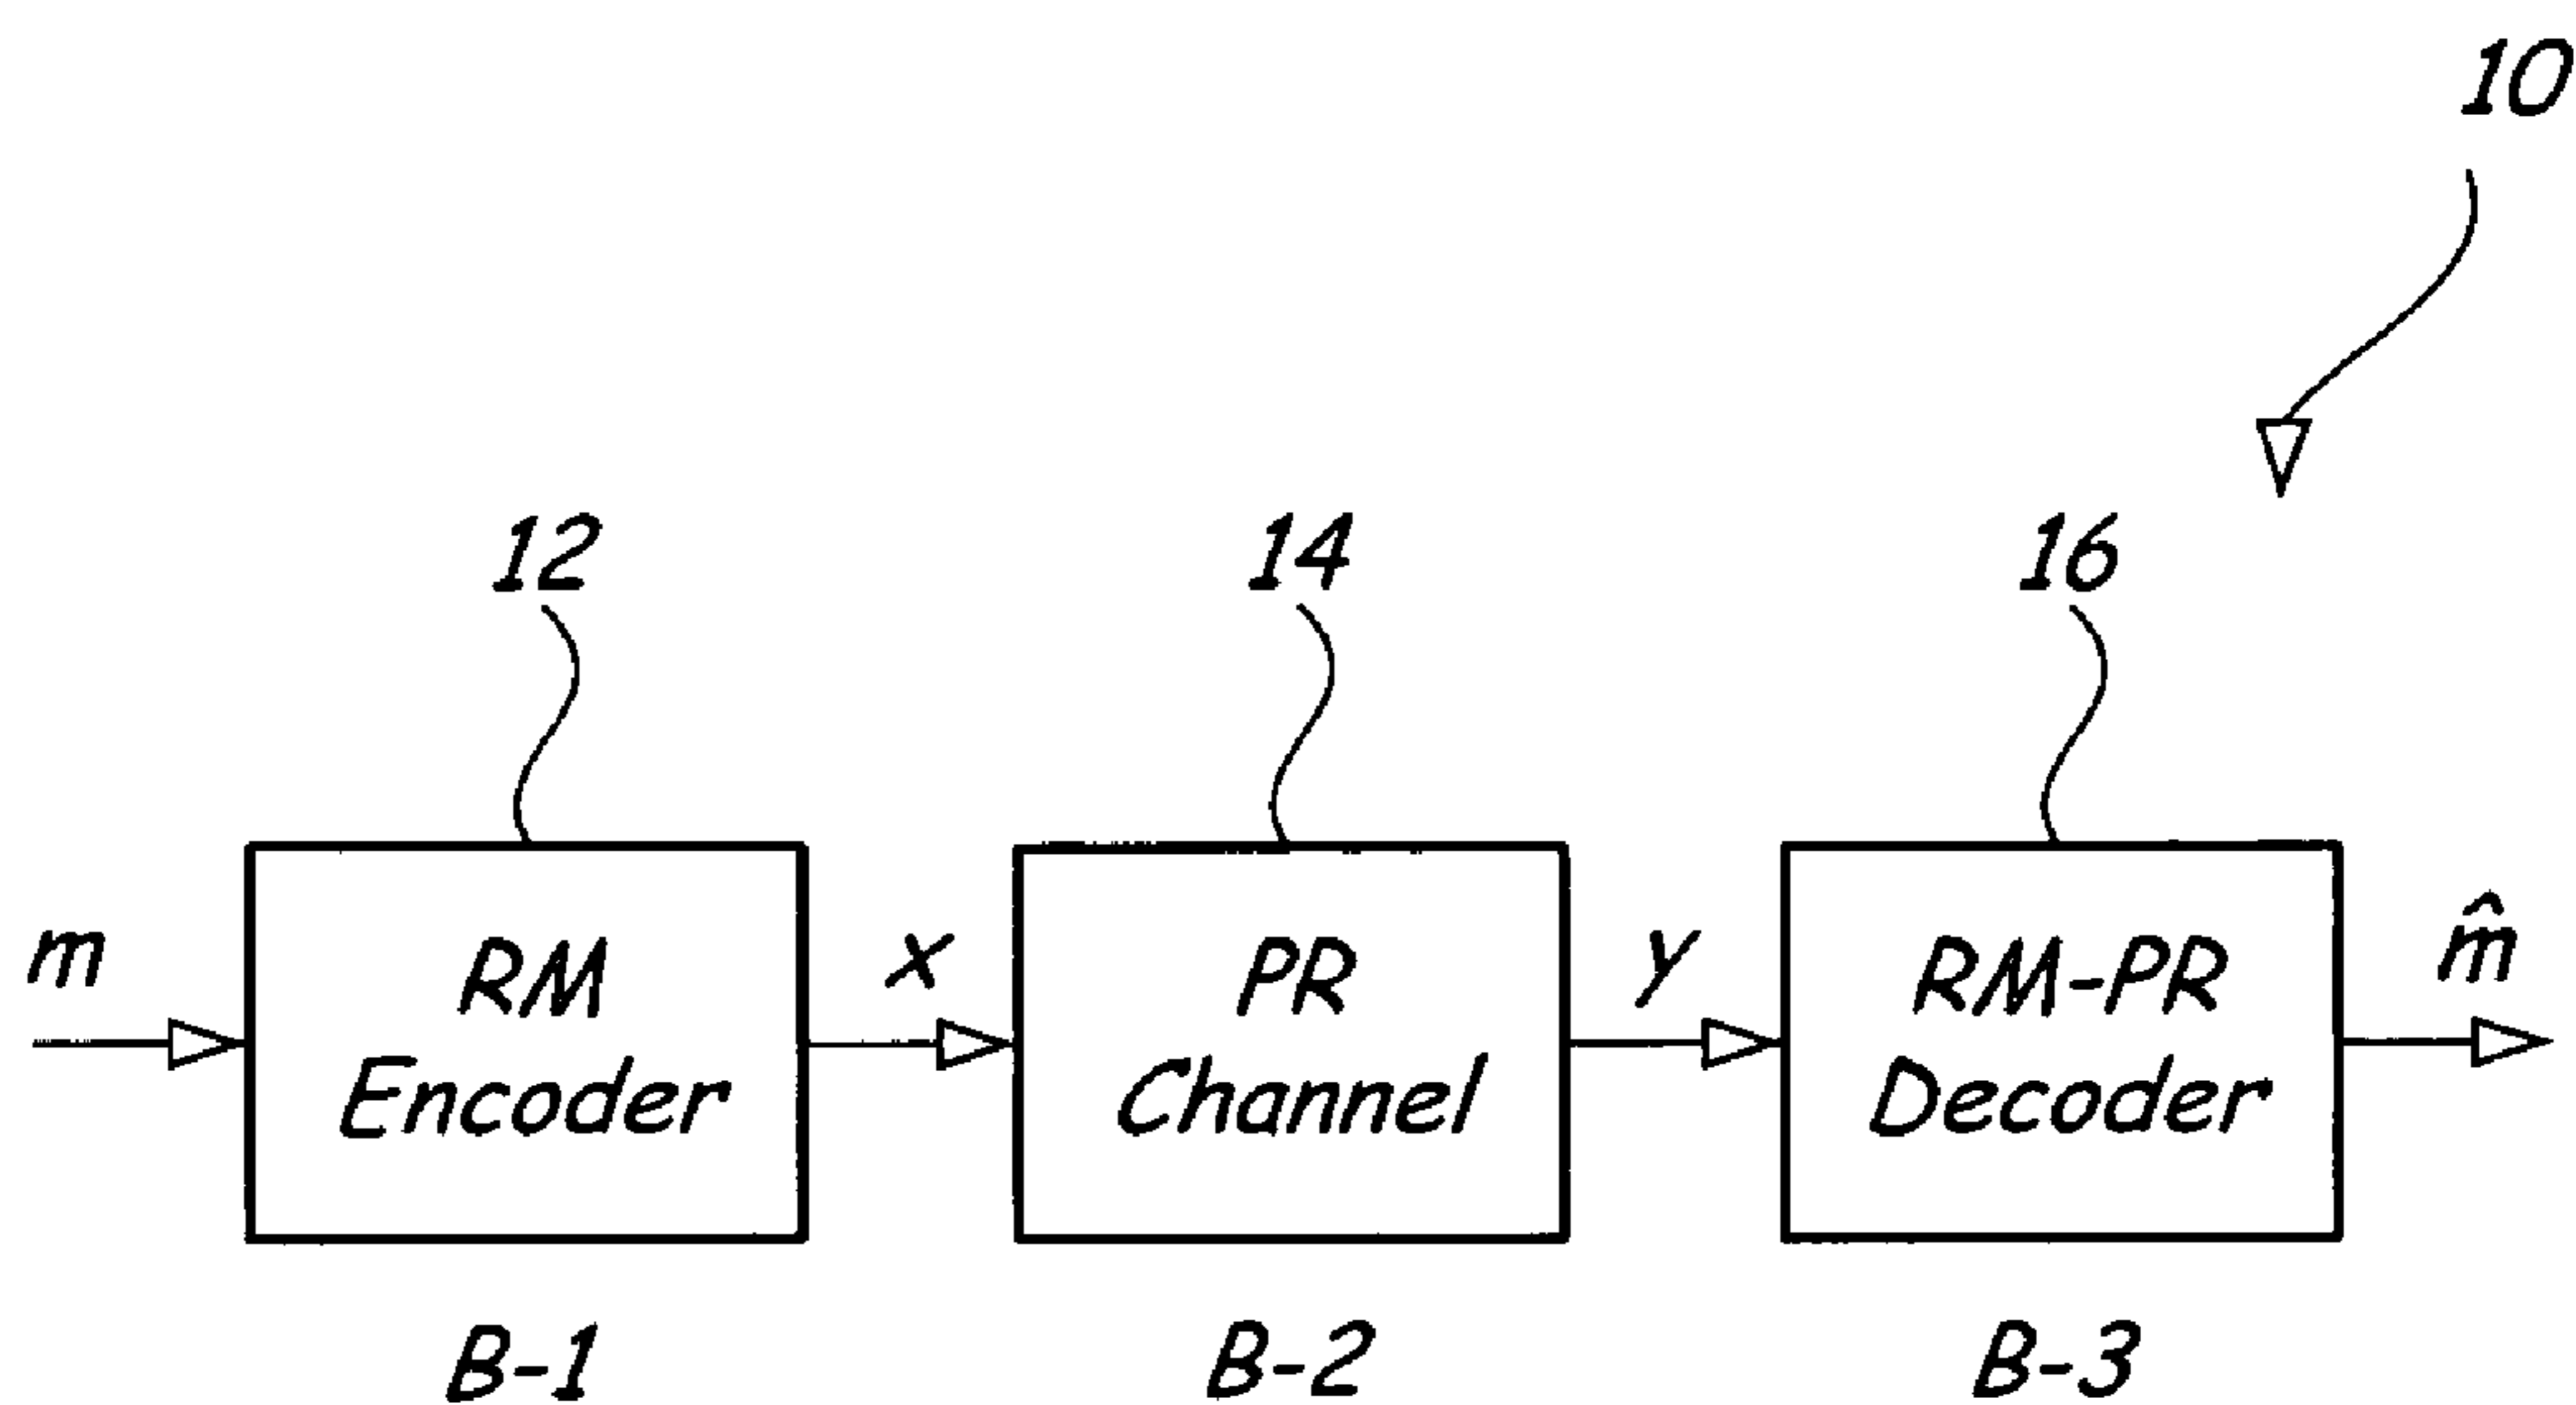 10
12
14
16
m
RM
Encoder
x
PR
Channel
y
RM-PR
Decoder
m̂
B-1
B-2
B-3